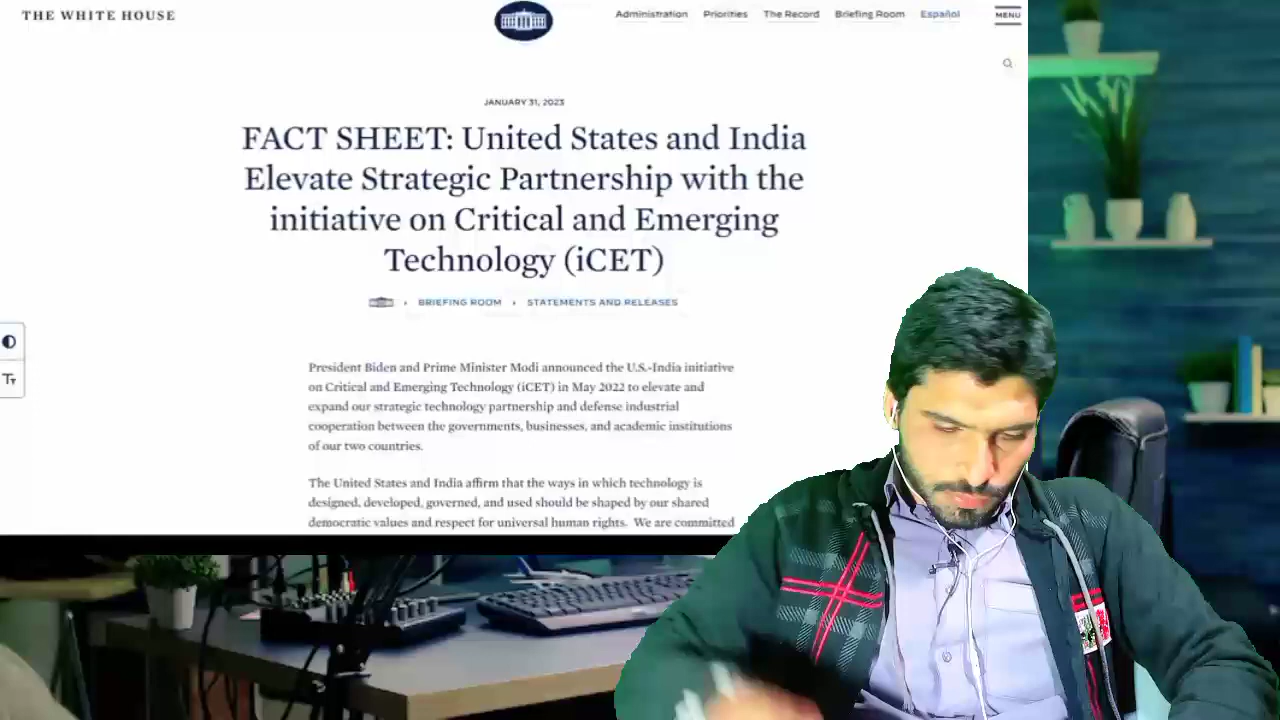 THE WHITE HOUSE
Administration Priorities The Record Briefing Room Español MENU
JANUARY 31, 2023
FACT SHEET: United States and India
Elevate Strategic Partnership with the
initiative on Critical and Emerging
Technology (iCET)
BRIEFING ROOM › STATEMENTS AND RELEASES
Tт
President Biden and Prime Minister Modi announced the U.S.-India initiative
on Critical and Emerging Technology (iCET) in May 2022 to elevate and
expand our strategic technology partnership and defense industrial
cooperation between the governments, businesses, and academic institutions
of our two countries.
The United States and India affirm that the ways in which technology is
designed, developed, governed, and used should be shaped by our shared
democratic values and respect for universal human rights. We are committed